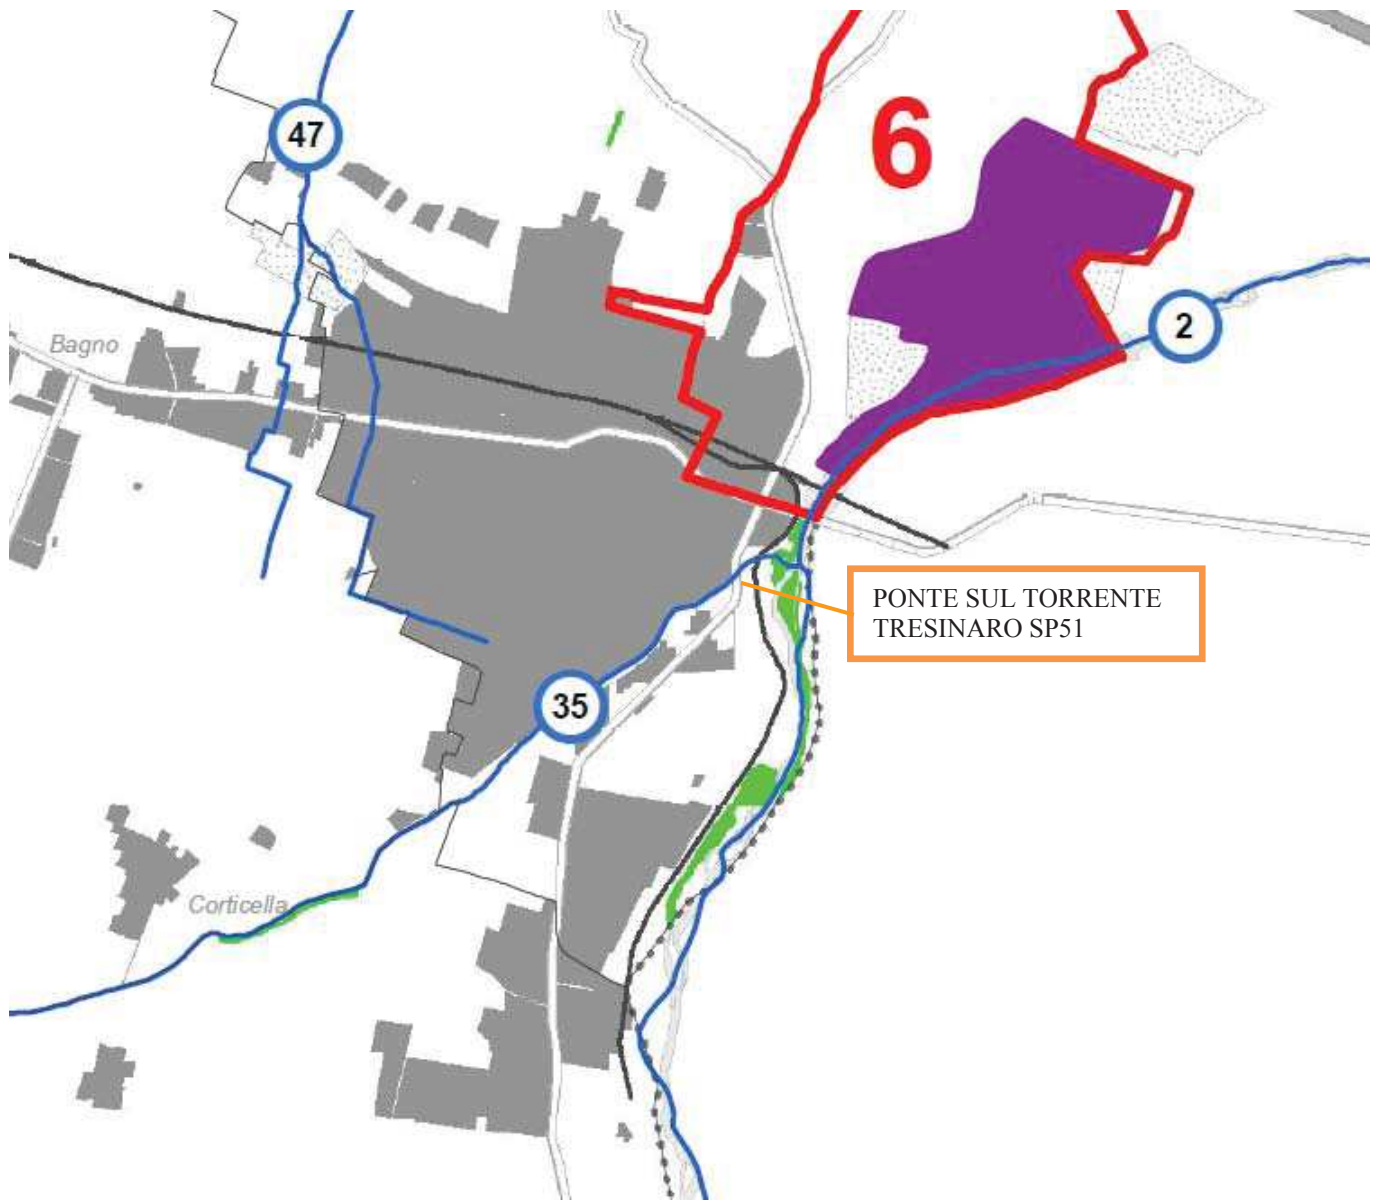 47
6
2
Bagno
PONTE SUL TORRENTE
TRESINARO SP51
35
Corticella